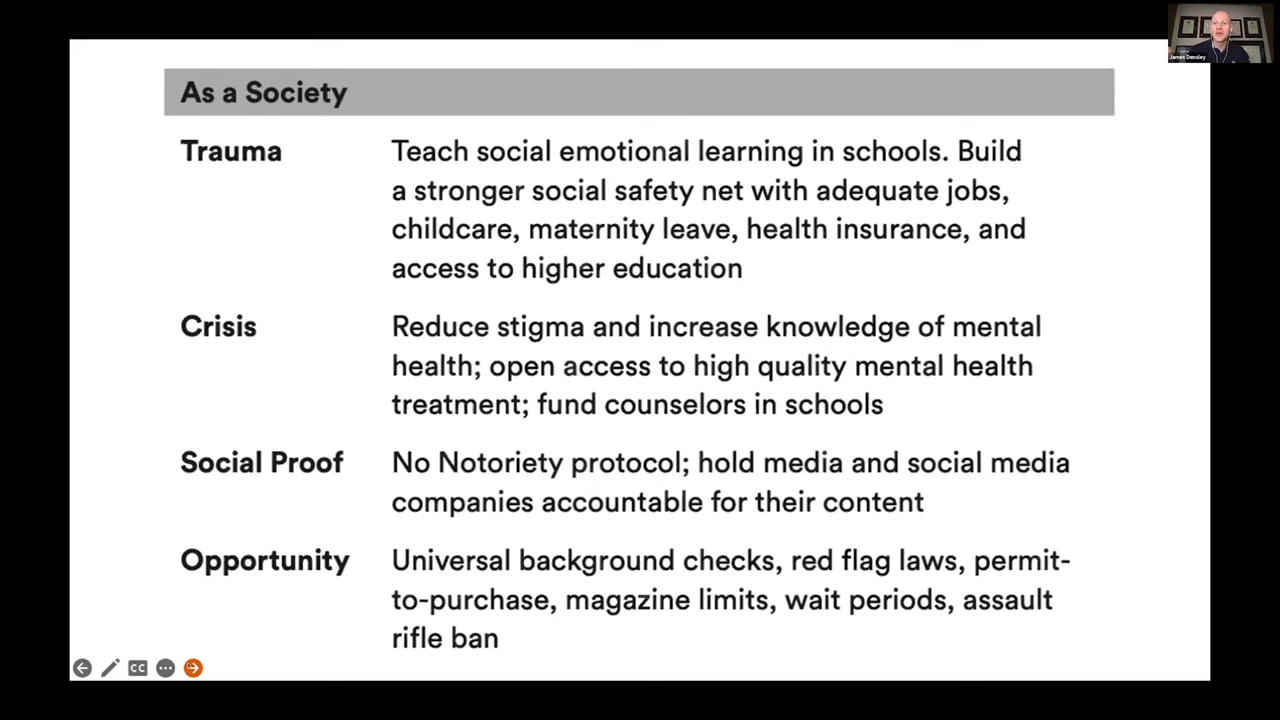 As a Society
Trauma
Teach social emotional learning in schools. Build
a stronger social safety net with adequate jobs,
childcare, maternity leave, health insurance, and
access to higher education
Crisis
Reduce stigma and increase knowledge of mental
health; open access to high quality mental health
treatment; fund counselors in schools
Social Proof
No Notoriety protocol; hold media and social media
companies accountable for their content
Opportunity
Universal background checks, red flag laws, permit-
to-purchase, magazine limits, wait periods, assault
rifle ban
CC
James Densley